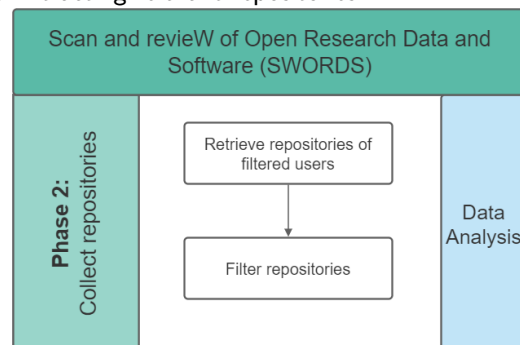 Scan and revieW of Open Research Data and
Software (SWORDS)
Phase 2:
Collect repositories
Retrieve repositories of
filtered users
Filter repositories
Data
Analysis